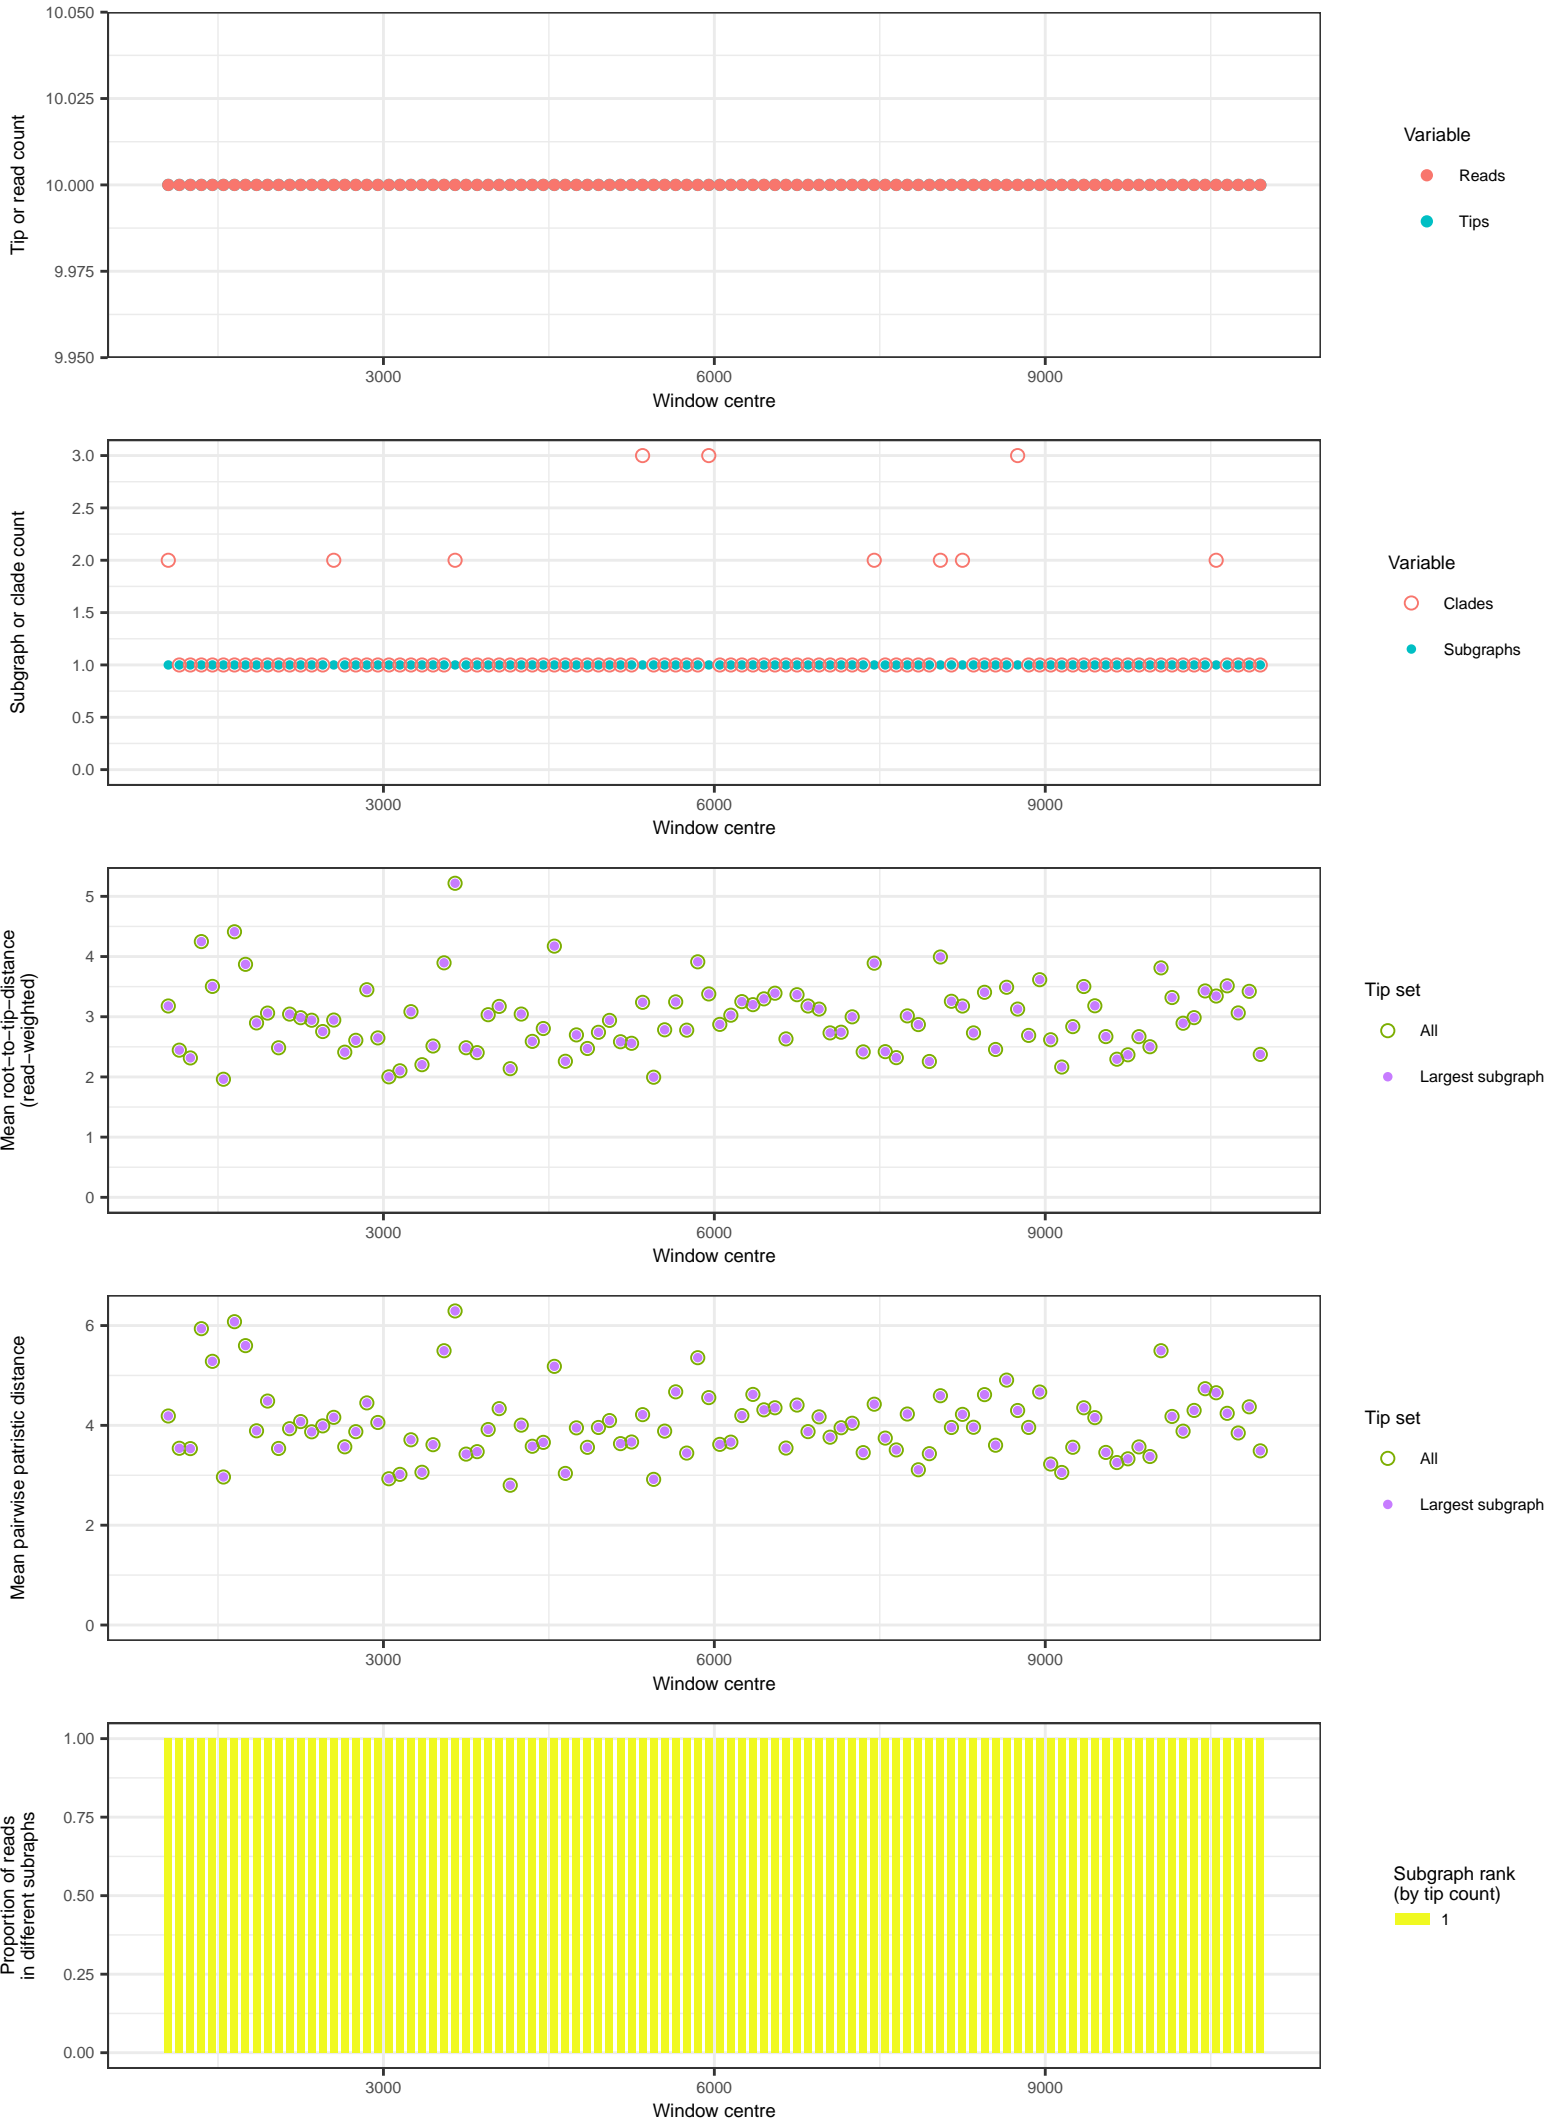 10.050
10.025
10.000
9.975
9.950
Tip or read count
3000
6000
9000
Window centre
Variable
Reads
Tips
3.0
2.5
2.0
1.5
1.0
0.5
0.0
Subgraph or clade count
3000
6000
9000
Window centre
Variable
Clades
Subgraphs
5
4
3
2
1
0
Mean root−to−tip−distance
(read−weighted)
3000
6000
9000
Window centre
Tip set
All
Largest subgraph
6
4
2
0
Mean pairwise patristic distance
3000
6000
9000
Window centre
Tip set
All
Largest subgraph
1.00
0.75
0.50
0.25
0.00
Proportion of reads
in different subraphs
3000
6000
9000
Window centre
Subgraph rank
(by tip count)
1